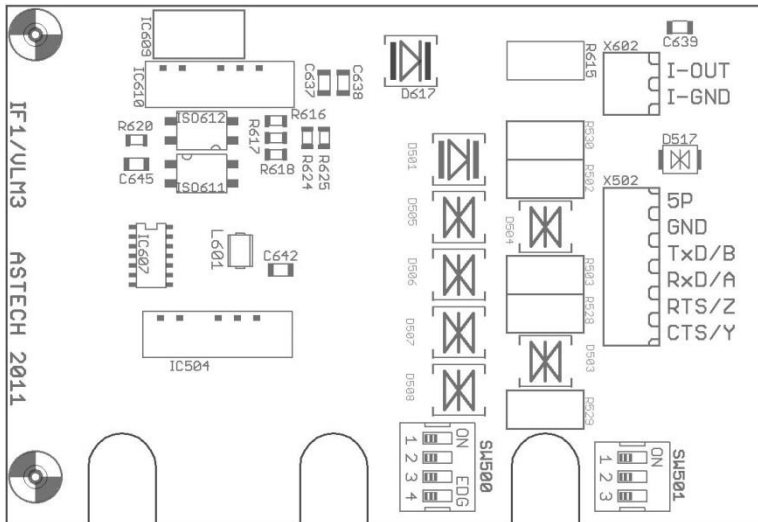 IC609
IC610
C637
C638
D617
R615
X602
C639
I-OUT
I-GND
ISO612
R616
R620
R617
R618
R624
R625
C645
ISO611
IF1/VLM3
ASTECH 2011
D501
R530
R502
D517
X502
5P
GND
TxD/B
RxD/A
RTS/Z
CTS/Y
D505
D504
IC607
L601
C642
D506
R503
R528
IC504
D507
D503
D508
R529
ON
1
2
3
4
EDG
SW500
ON
1
2
3
SW501